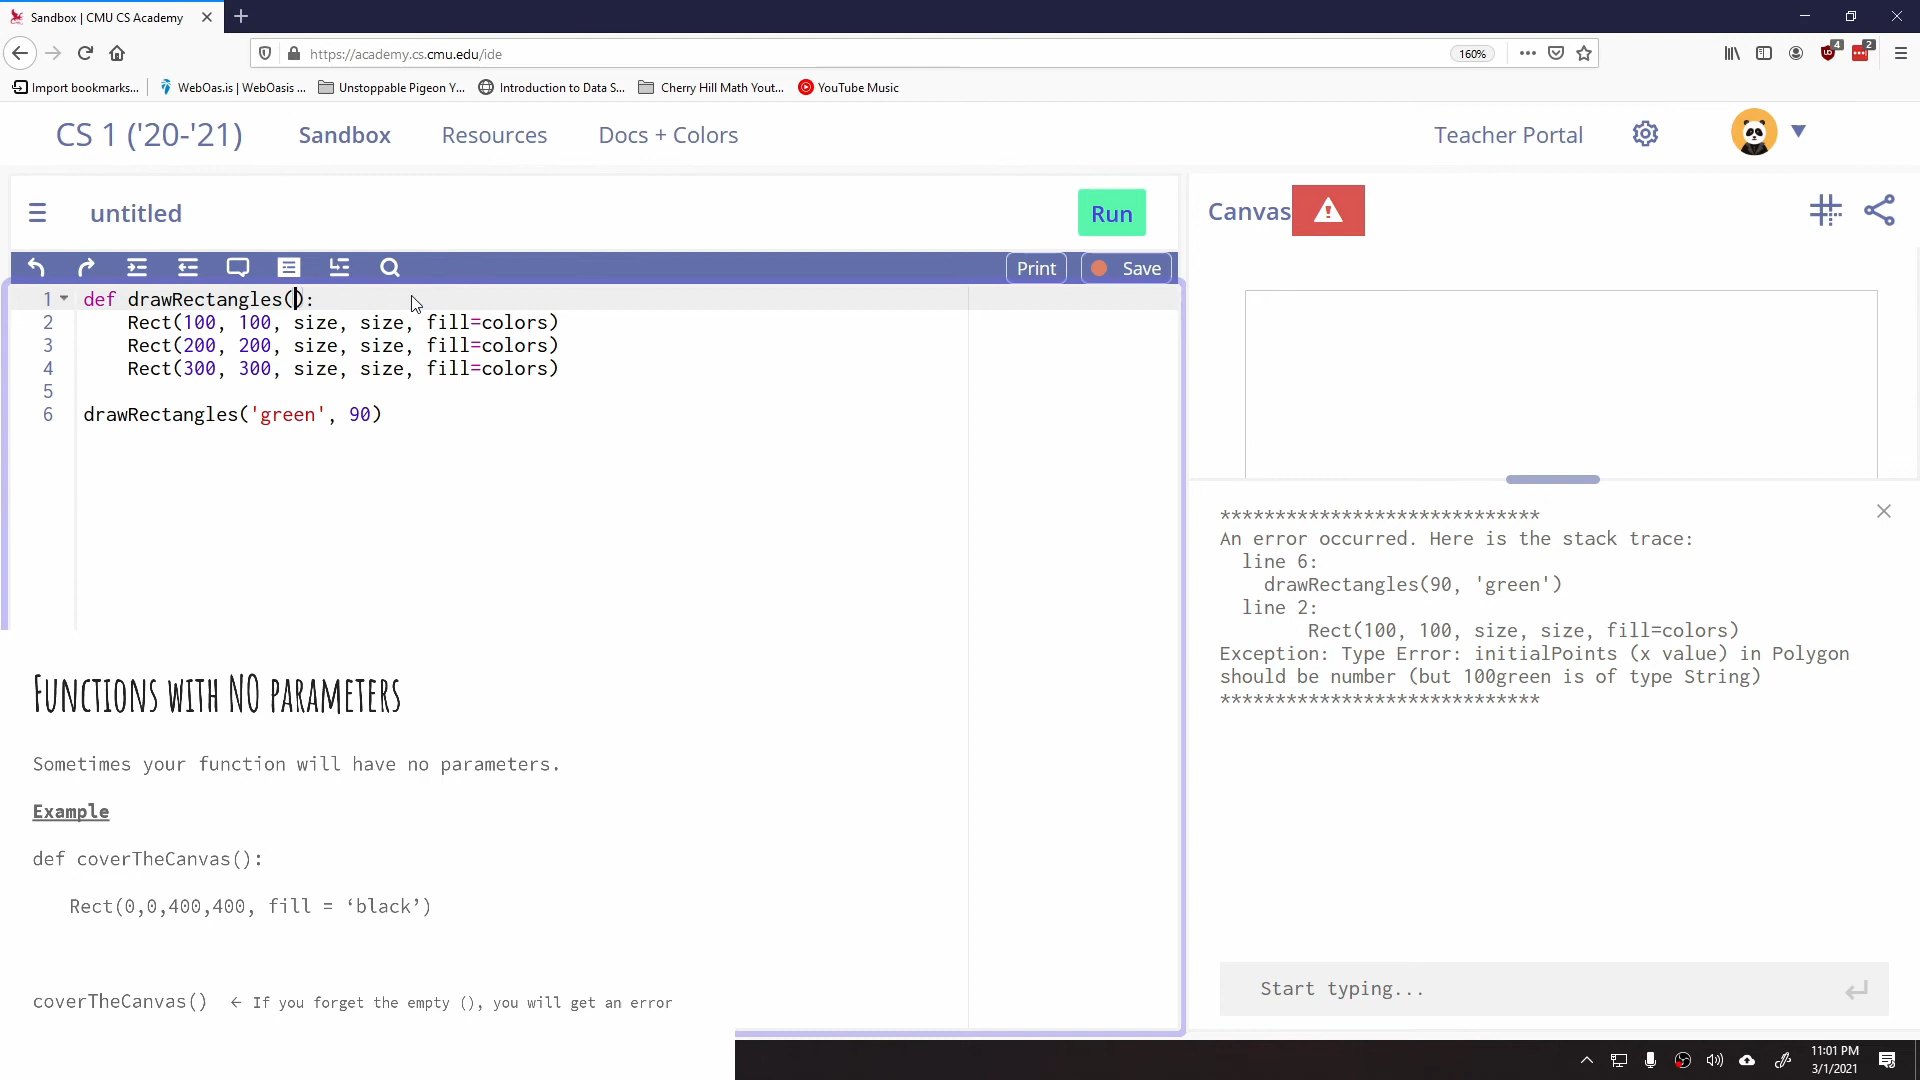 Sandbox | CMU CS Academy
https://academy.cs.cmu.edu/ide
160%
4
2
Import bookmarks...
WebOas.is | WebOasis ...
Unstoppable Pigeon Y...
Introduction to Data S...
Cherry Hill Math Yout...
YouTube Music
CS 1 ('20-'21)
Sandbox
Resources
Docs + Colors
Teacher Portal
untitled
Run
Canvas
Print
Save
1 def drawRectangles():
2 Rect(100, 100, size, size, fill=colors)
3 Rect(200, 200, size, size, fill=colors)
4 Rect(300, 300, size, size, fill=colors)
5
6 drawRectangles('green', 90)
*****************************
An error occurred. Here is the stack trace:
line 6:
drawRectangles(90, 'green')
line 2:
Rect(100, 100, size, size, fill=colors)
Exception: Type Error: initialPoints (x value) in Polygon
should be number (but 100green is of type String)
*****************************
Start typing...
Functions with NO parameters
Sometimes your function will have no parameters.
Example
def coverTheCanvas():
Rect(0,0,400,400, fill = ‘black’)
coverTheCanvas() ← If you forget the empty (), you will get an error
11:01 PM
3/1/2021